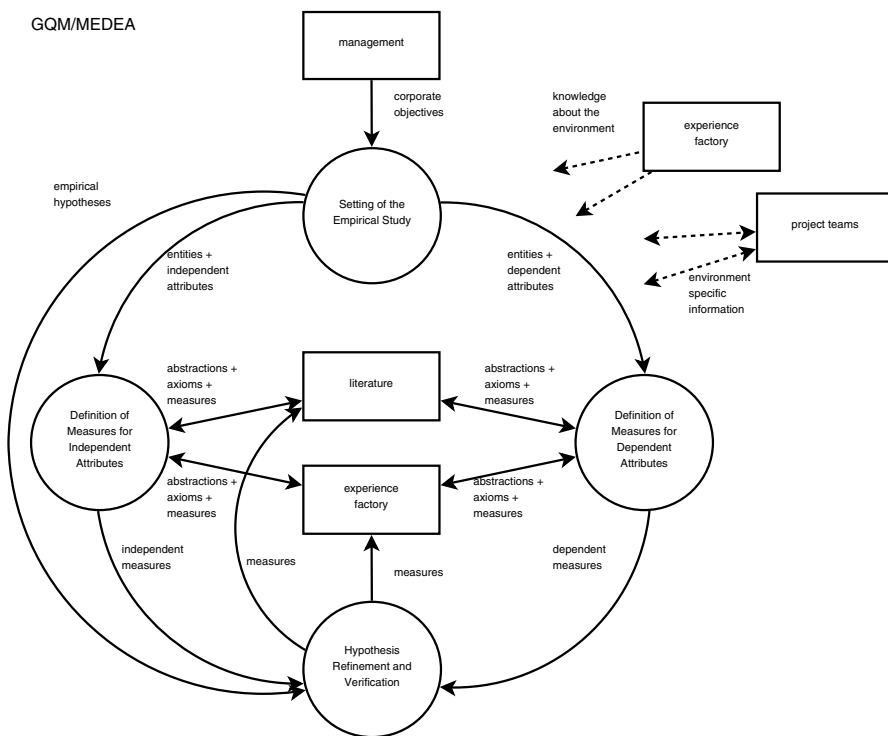 GQM/MEDEA
management
corporate
objectives
knowledge
about the
environment
experience
factory
empirical
hypotheses
Setting of the
Empirical Study
project teams
entities +
independent
attributes
entities +
dependent
attributes
environment
specific
information
abstractions +
axioms +
measures
literature
abstractions +
axioms +
measures
Definition of
Measures for
Independent
Attributes
Definition of
Measures for
Dependent
Attributes
abstractions +
axioms +
measures
experience
factory
abstractions +
axioms +
measures
independent
measures
measures
measures
dependent
measures
Hypothesis
Refinement and
Verification